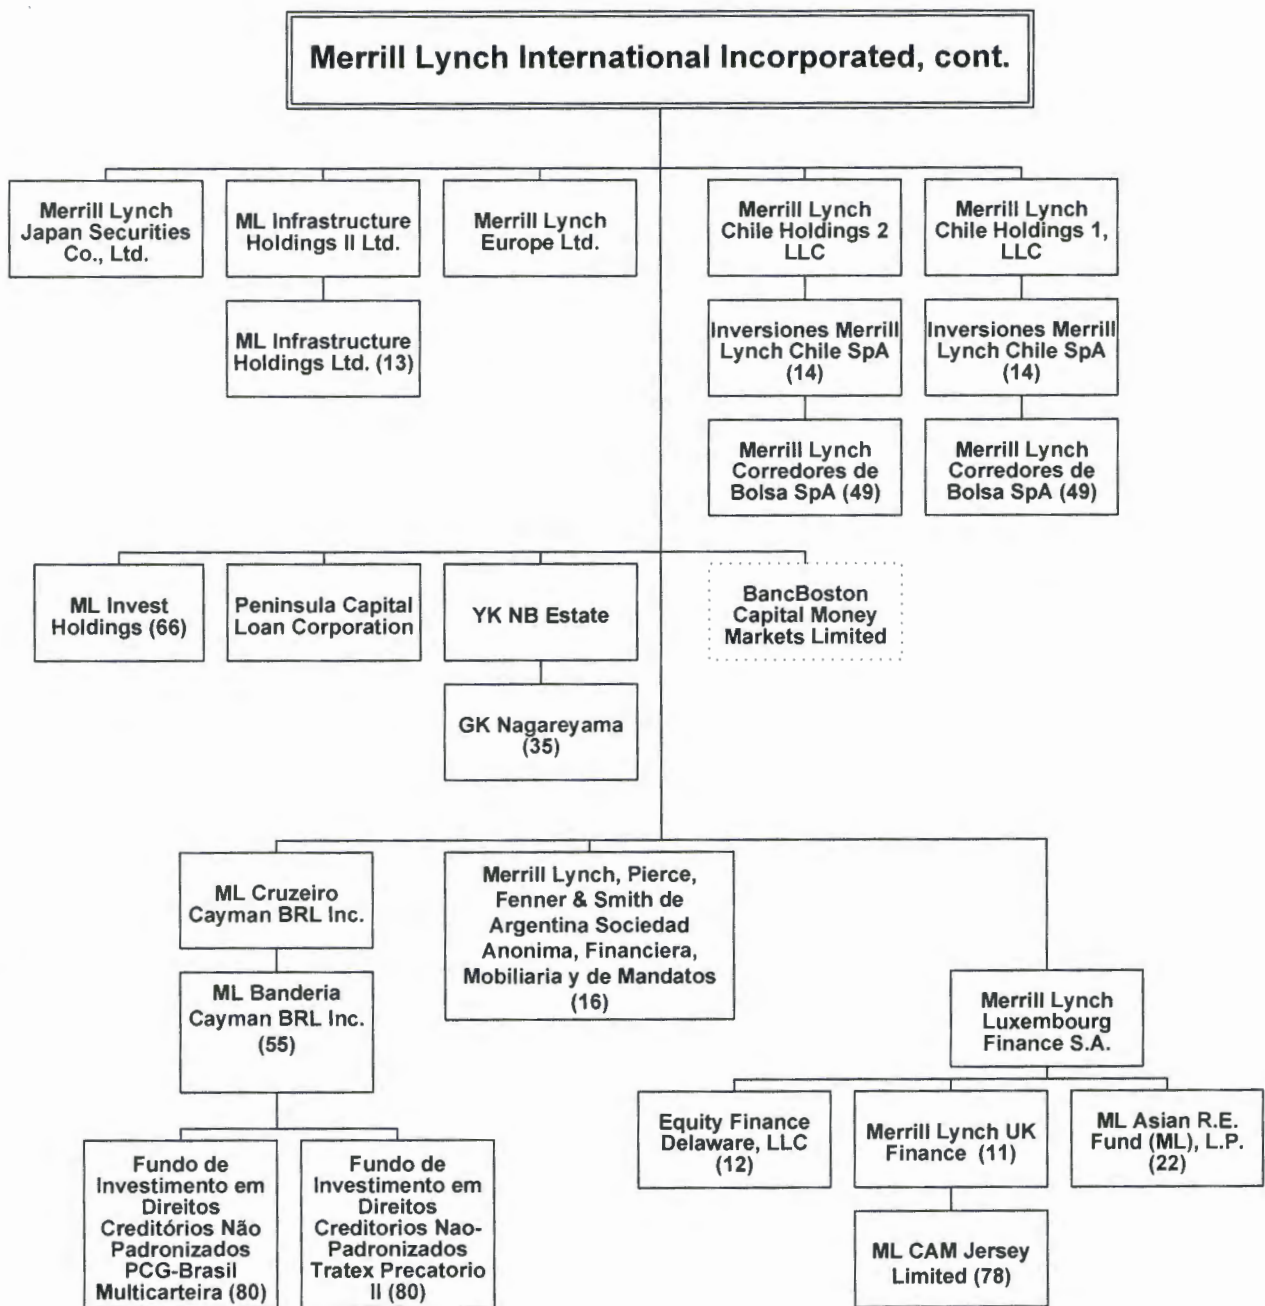 Merrill Lynch International Incorporated, cont.
Merrill Lynch
Japan Securities
Co., Ltd.
ML Infrastructure
Holdings II Ltd.
Merrill Lynch
Europe Ltd.
Merrill Lynch
Chile Holdings 2
LLC
Merrill Lynch
Chile Holdings 1,
LLC
ML Infrastructure
Holdings Ltd. (13)
Inversiones Merrill
Lynch Chile SpA
(14)
Inversiones Merrill
Lynch Chile SpA
(14)
Merrill Lynch
Corredores de
Bolsa SpA (49)
Merrill Lynch
Corredores de
Bolsa SpA (49)
ML Invest
Holdings (66)
Peninsula Capital
Loan Corporation
YK NB Estate
BancBoston
Capital Money
Markets Limited
GK Nagareyama
(35)
ML Cruzeiro
Cayman BRL Inc.
Merrill Lynch, Pierce,
Fenner & Smith de
Argentina Sociedad
Anonima, Financiera,
Mobiliaria y de Mandatos
(16)
ML Banderia
Cayman BRL Inc.
(55)
Merrill Lynch
Luxembourg
Finance S.A.
Fundo de
Investimento em
Direitos
Creditórios Não
Padronizados
PCG-Brasil
Multicarteira (80)
Fundo de
Investimento em
Direitos
Creditorios Nao-
Padronizados
Tratex Precatorio
II (80)
Equity Finance
Delaware, LLC
(12)
Merrill Lynch UK
Finance (11)
ML Asian R.E.
Fund (ML), L.P.
(22)
ML CAM Jersey
Limited (78)